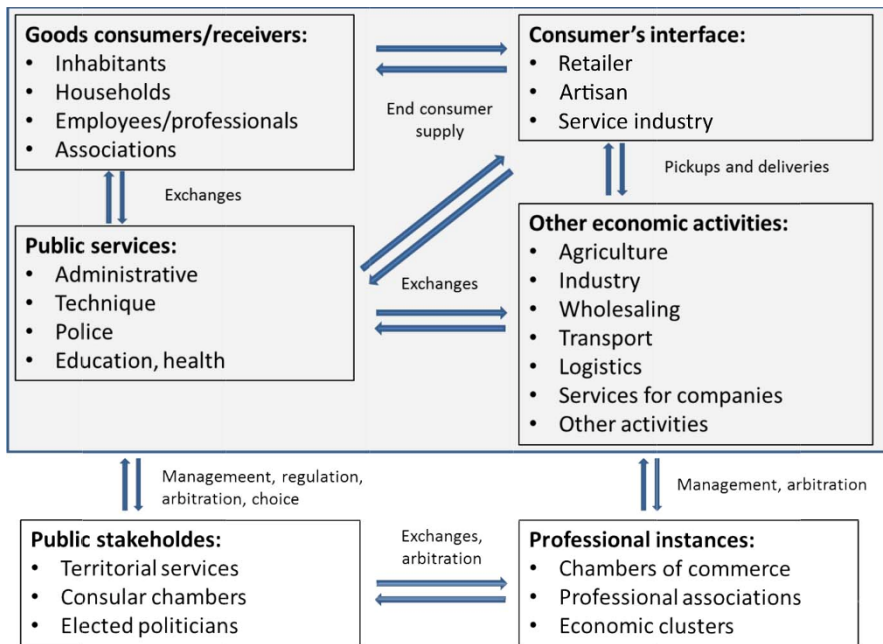 Goods consumers/receivers:
• Inhabitants
• Households
• Employees/professionals
• Associations
Consumer's interface:
• Retailer
• Artisan
• Service industry
End consumer
supply
Exchanges
Pickups and deliveries
Public services:
• Administrative
• Technique
• Police
• Education, health
Exchanges
Other economic activities:
• Agriculture
• Industry
• Wholesaling
• Transport
• Logistics
• Services for companies
• Other activities
Managemeent, regulation,
arbitration, choice
Management, arbitration
Public stakeholdes:
• Territorial services
• Consular chambers
• Elected politicians
Exchanges,
arbitration
Professional instances:
• Chambers of commerce
• Professional associations
• Economic clusters